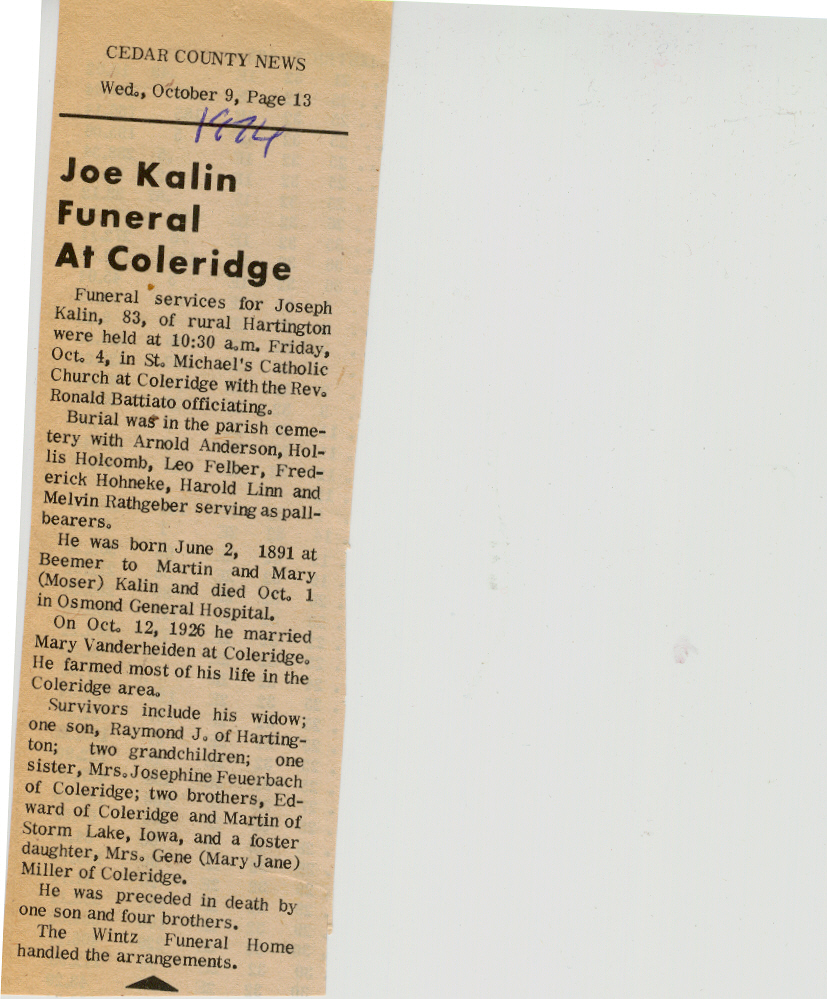 CEDAR COUNTY NEWS
Wed., October 9, Page 13
1974
Joe Kalin
Funeral
At Coleridge
Funeral services for Joseph
Kalin, 83, of rural Hartington
were held at 10:30 a.m. Friday,
Oct. 4, in St. Michael's Catholic
Church at Coleridge with the Rev.
Ronald Battiato officiating.
Burial was in the parish ceme-
tery with Arnold Anderson, Hol-
lis Holcomb, Leo Felber, Fred-
erick Hohneke, Harold Linn and
Melvin Rathgeber serving as pall-
bearers.
He was born June 2, 1891 at
Beemer to Martin and Mary
(Moser) Kalin and died Oct. 1
in Osmond General Hospital.
On Oct. 12, 1926 he married
Mary Vanderheiden at Coleridge.
He farmed most of his life in the
Coleridge area.
Survivors include his widow;
one son, Raymond J. of Harting-
ton; two grandchildren; one
sister, Mrs. Josephine Feuerbach
of Coleridge; two brothers, Ed-
ward of Coleridge and Martin of
Storm Lake, Iowa, and a foster
daughter, Mrs. Gene (Mary Jane)
Miller of Coleridge.
He was preceded in death by
one son and four brothers.
The Wintz Funeral Home
handled the arrangements.